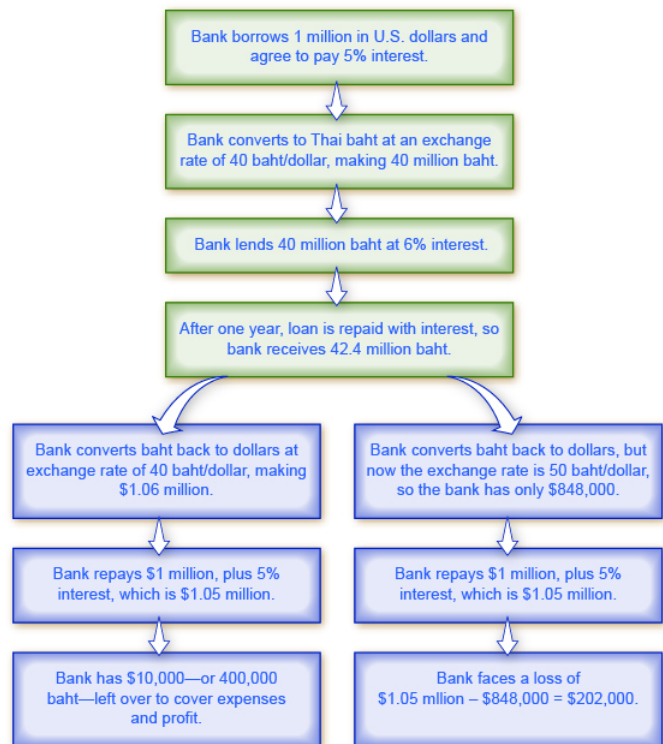 Bank borrows 1 million in U.S. dollars and
agree to pay 5% interest.
Bank converts to Thai baht at an exchange
rate of 40 baht/dollar, making 40 million baht.
Bank lends 40 million baht at 6% interest.
After one year, loan is repaid with interest, so
bank receives 42.4 million baht.
Bank converts baht back to dollars at
exchange rate of 40 baht/dollar, making
$1.06 million.
Bank repays $1 million, plus 5%
interest, which is $1.05 million.
Bank has $10,000—or 400,000
baht—left over to cover expenses
and profit.
Bank converts baht back to dollars, but
now the exchange rate is 50 baht/dollar,
so the bank has only $848,000.
Bank repays $1 million, plus 5%
interest, which is $1.05 million.
Bank faces a loss of
$1.05 mllion – $848,000 = $202,000.